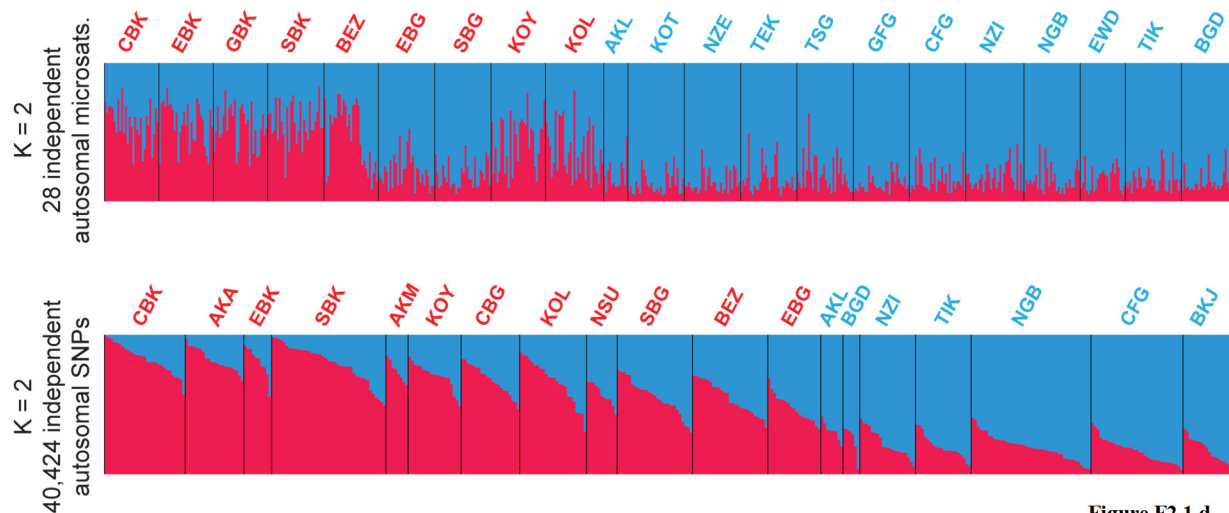 CBK EBK GBK SBK BEZ EBG SBG KOY KOL AKL KOT NZE TEK TSG GFG CFG NZI NGB EWD TIK BGD
K = 2
28 independent
autosomal microsats
CBK AKA EBK SBK AKM KOY CBG KOL NSU SBG BEZ EBG AKL BGD NZI TIK NGB CFG BKJ
K = 2
40,424 independent
autosomal SNPs